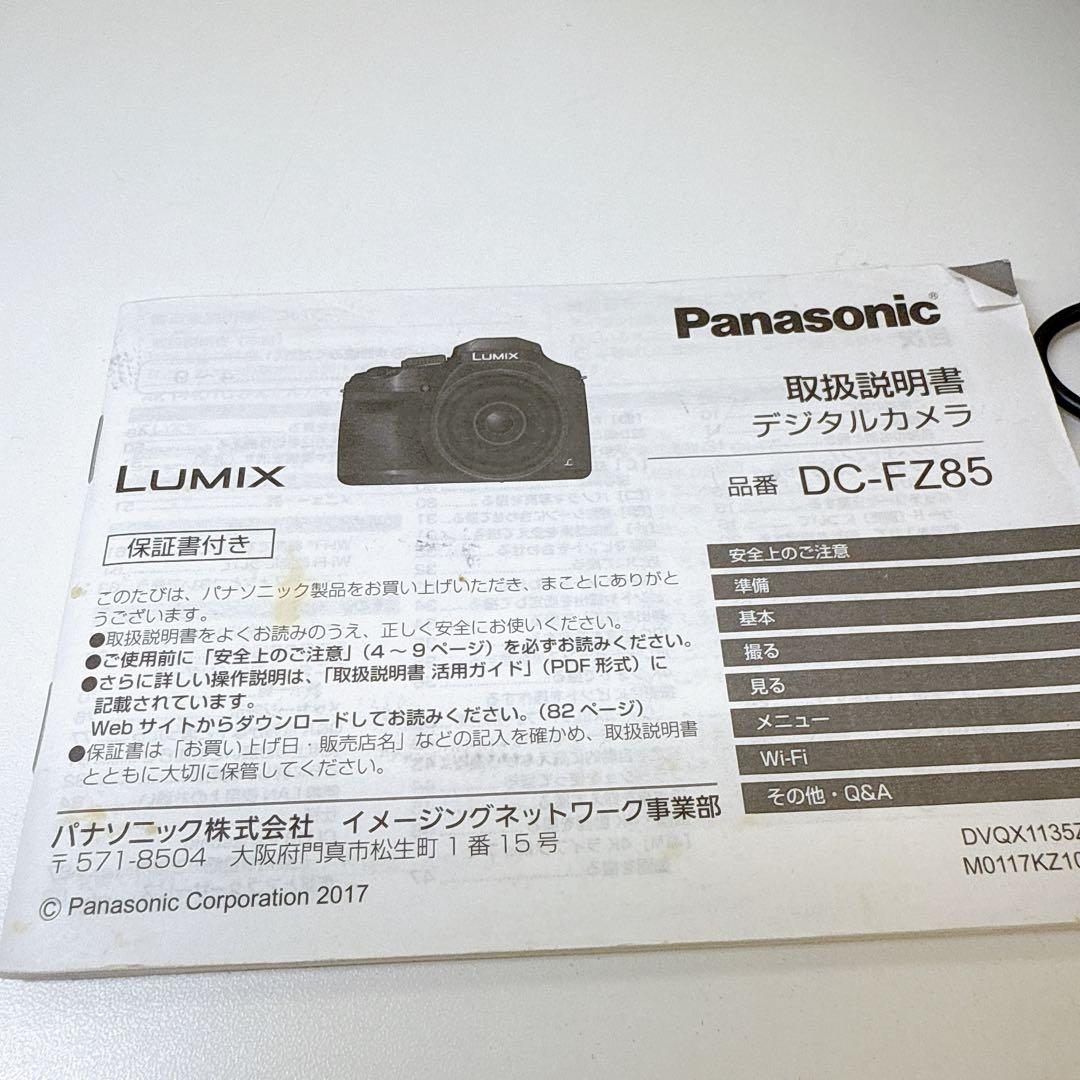 Panasonic®
LUMIX
取扱説明書
デジタルカメラ
LUMIX
品番 DC-FZ85
保証書付き
このたびは、パナソニック製品をお買い上げいただき、まことにありがと
うございます。
●取扱説明書をよくお読みのうえ、正しく安全にお使いください。
●ご使用前に「安全上のご注意」(4～9ページ)を必ずお読みください。
●さらに詳しい操作説明は、「取扱説明書 活用ガイド」(PDF形式)に
記載されています。
Webサイトからダウンロードしてお読みください。(82ページ)
●保証書は「お買い上げ日・販売店名」などの記入を確かめ、取扱説明書
とともに大切に保管してください。
安全上のご注意
準備
基本
撮る
見る
メニュー
Wi-Fi
その他・Q&A
パナソニック株式会社 イメージングネットワーク事業部
〒571-8504 大阪府門真市松生町1番15号
© Panasonic Corporation 2017
DVQX1135Z
M0117KZ10